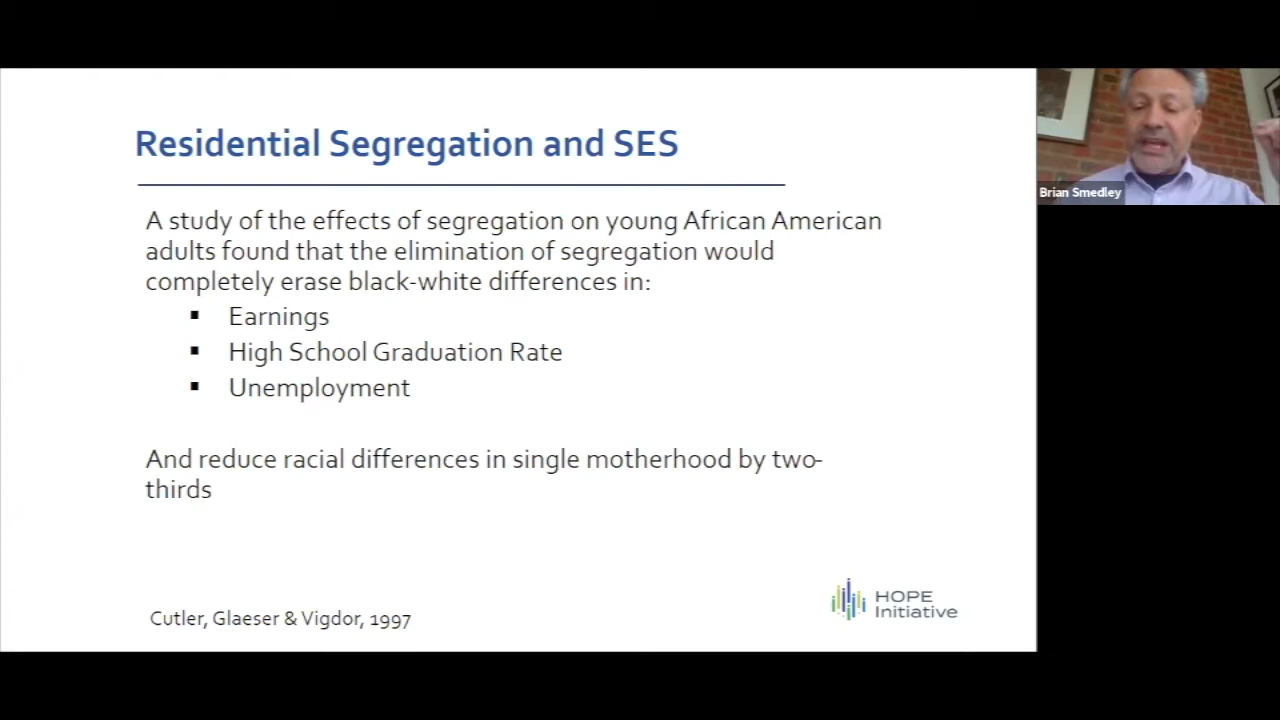 Residential Segregation and SES
A study of the effects of segregation on young African American
adults found that the elimination of segregation would
completely erase black-white differences in:
▪ Earnings
▪ High School Graduation Rate
▪ Unemployment
And reduce racial differences in single motherhood by two-
thirds
Cutler, Glaeser & Vigdor, 1997
HOPE
Initiative
Brian Smedley